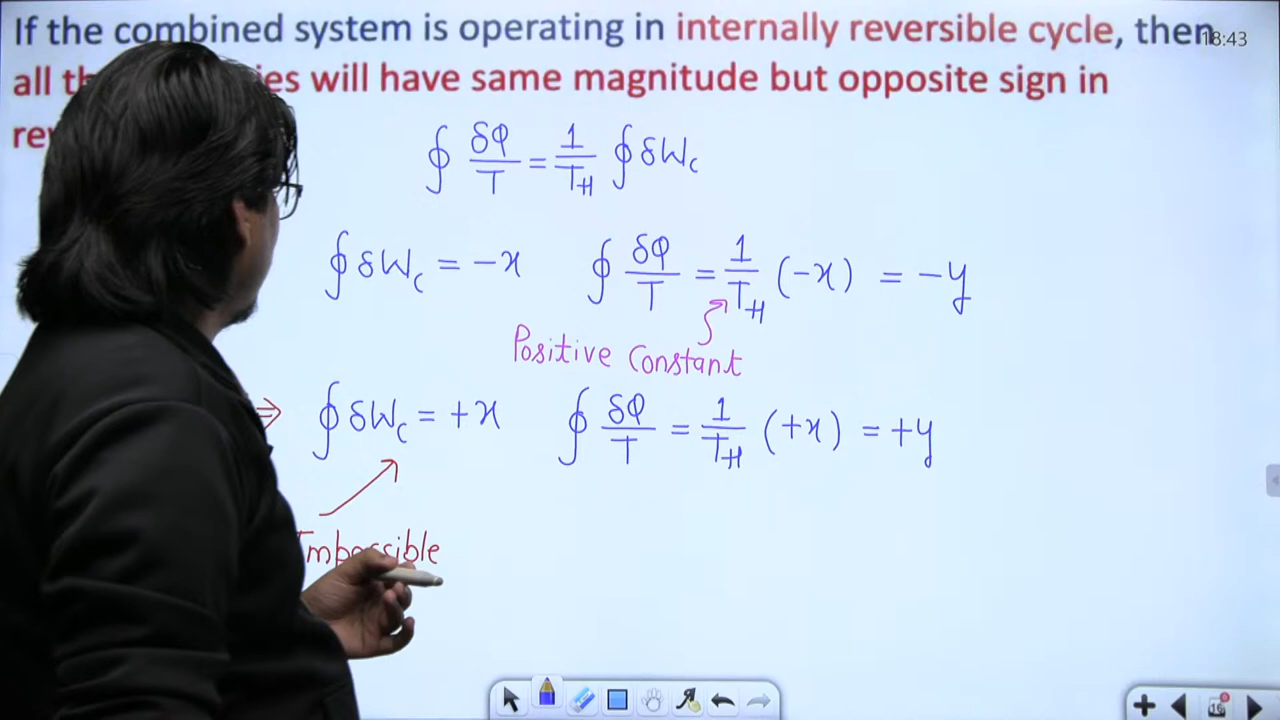 If the combined system is operating in internally reversible cycle, then
18:43
all th es will have same magnitude but opposite sign in
re
∮ δQ/T = 1/T_H ∮ δW_c
∮ δW_c = -x ∮ δQ/T = 1/T_H (-x) = -y
Positive Constant
⇒ ∮ δW_c = +x ∮ δQ/T = 1/T_H (+x) = +y
Impossible
16